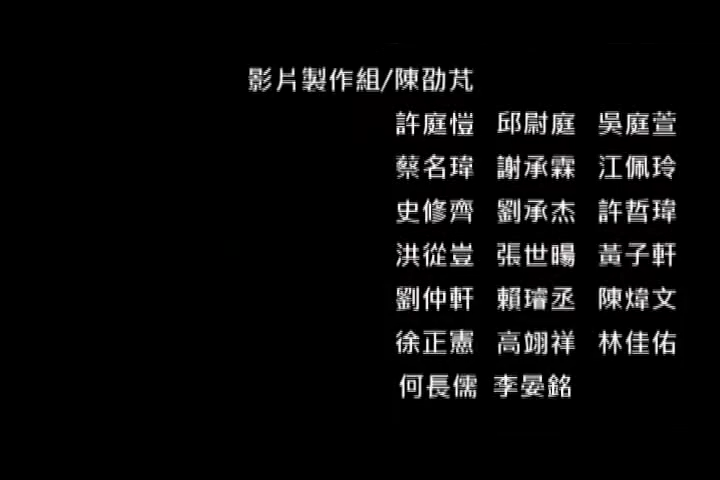 影片製作組/陳劭芃
許庭愷 邱尉庭 吳庭萱
蔡名瑋 謝承霖 江佩玲
史修齊 劉承杰 許哲瑋
洪從豈 張世暘 黃子軒
劉仲軒 賴璿丞 陳煒文
徐正憲 高翊祥 林佳佑
何長儒 李晏銘